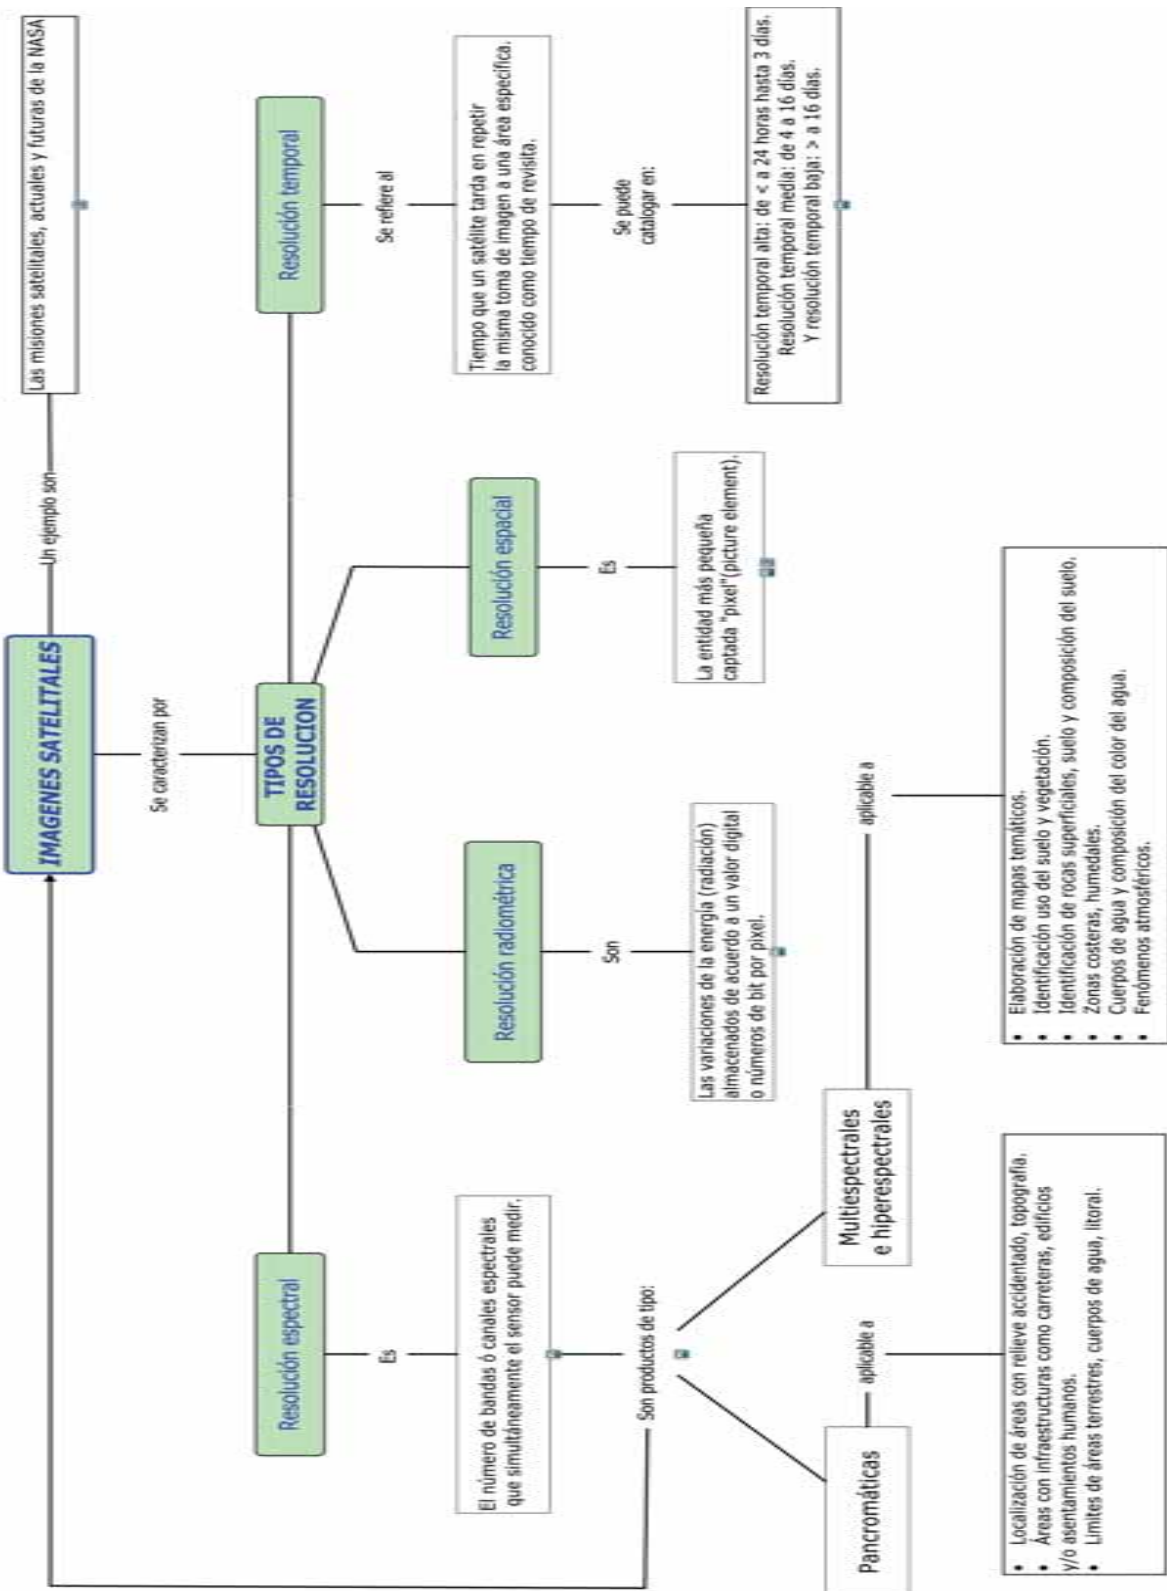 IMAGENES SATELITALES
Un ejemplo son
Las misiones satelitales, actuales y futuras de la NASA
Se caracterizan por
TIPOS DE
RESOLUCION
Resolución espectral
Es
El número de bandas ó canales espectrales
que simultáneamente el sensor puede medir.
Son productos de tipo:
Pancromáticas
aplicable a
• Localización de áreas con relieve accidentado, topografía.
• Áreas con infraestructuras como carreteras, edificios
y/o asentamientos humanos.
• Limites de áreas terrestres, cuerpos de agua, litoral.
Multiespectrales
e hiperespectrales
aplicable a
• Elaboración de mapas temáticos.
• Identificación uso del suelo y vegetación.
• Identificación de rocas superficiales, suelo y composición del suelo.
• Zonas costeras, humedales.
• Cuerpos de agua y composición del color del agua.
• Fenómenos atmosféricos.
Resolución radiométrica
Son
Las variaciones de la energía (radiación)
almacenados de acuerdo a un valor digital
o números de bit por pixel.
Resolución espacial
Es
La entidad más pequeña
captada "pixel"(picture element).
Resolución temporal
Se refiere al
Tiempo que un satélite tarda en repetir
la misma toma de imagen a una área especifica.
conocido como tiempo de revisita.
Se puede
catalogar en:
Resolución temporal alta: de < a 24 horas hasta 3 días.
Resolución temporal media: de 4 a 16 días.
Y resolución temporal baja: > a 16 días.